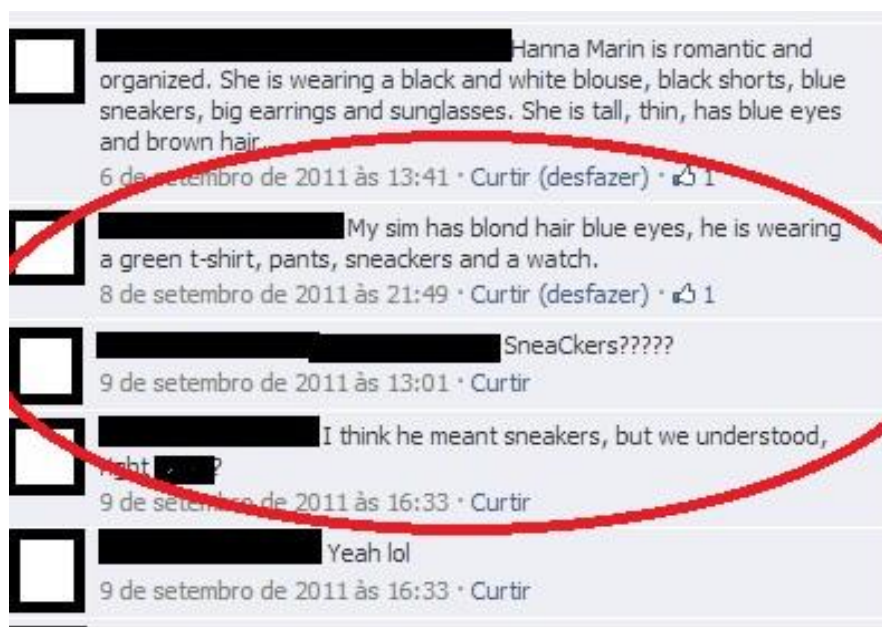 Hanna Marin is romantic and
organized. She is wearing a black and white blouse, black shorts, blue
sneakers, big earrings and sunglasses. She is tall, thin, has blue eyes
and brown hair...
6 de setembro de 2011 às 13:41 · Curtir (desfazer) · 1
My sim has blond hair blue eyes, he is wearing
a green t-shirt, pants, sneackers and a watch.
8 de setembro de 2011 às 21:49 · Curtir (desfazer) · 1
SneaCkers?????
9 de setembro de 2011 às 13:01 · Curtir
I think he meant sneakers, but we understood,
right ?
9 de setembro de 2011 às 16:33 · Curtir
Yeah lol
9 de setembro de 2011 às 16:33 · Curtir